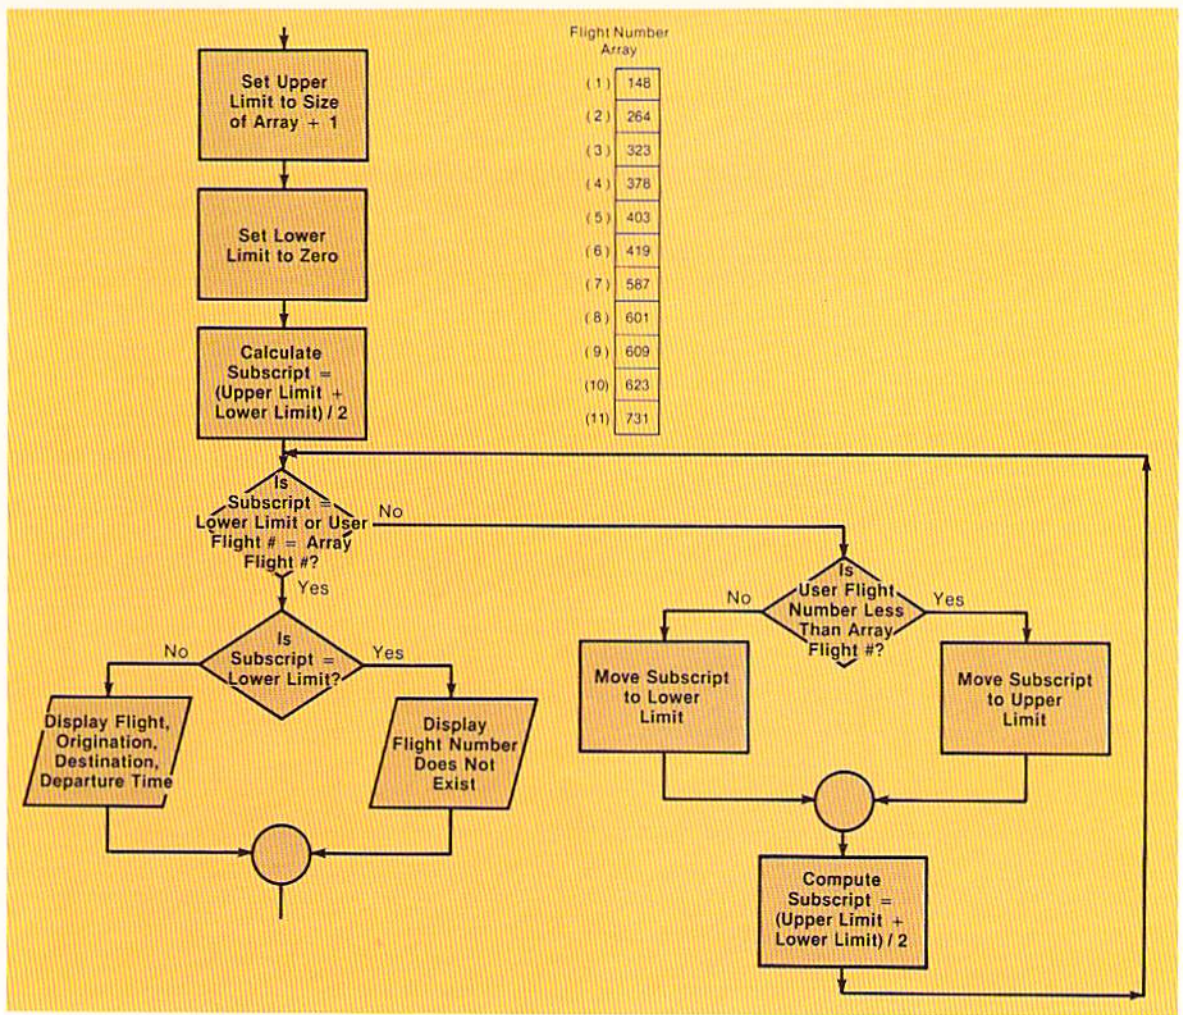 Set Upper
Limit to Size
of Array + 1
Set Lower
Limit to Zero
Calculate
Subscript =
(Upper Limit +
Lower Limit) / 2
Is
Subscript =
Lower Limit or User
Flight # = Array
Flight #?
No
Yes
Is
Subscript =
Lower Limit?
No
Yes
Display Flight,
Origination,
Destination,
Departure Time
Display
Flight Number
Does Not
Exist
Flight Number
Array
(1) 148
(2) 264
(3) 323
(4) 378
(5) 403
(6) 419
(7) 587
(8) 601
(9) 609
(10) 623
(11) 731
Is
User Flight
Number Less
Than Array
Flight #?
No
Yes
Move Subscript
to Lower
Limit
Move Subscript
to Upper
Limit
Compute
Subscript =
(Upper Limit +
Lower Limit) / 2